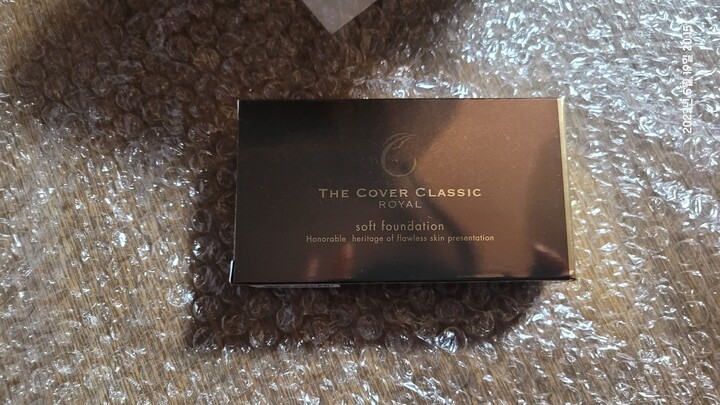 THE COVER CLASSIC
ROYAL
soft foundation
Honorable heritage of flawless skin presentation